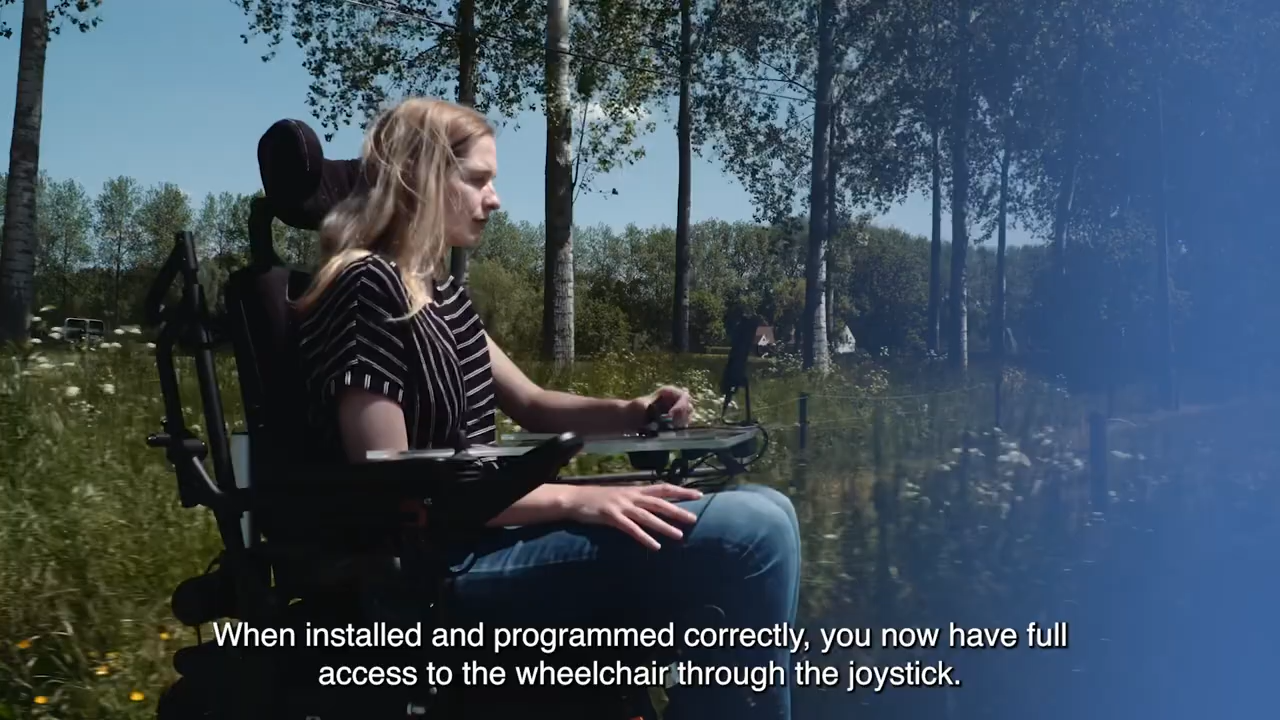 When installed and programmed correctly, you now have full
access to the wheelchair through the joystick.